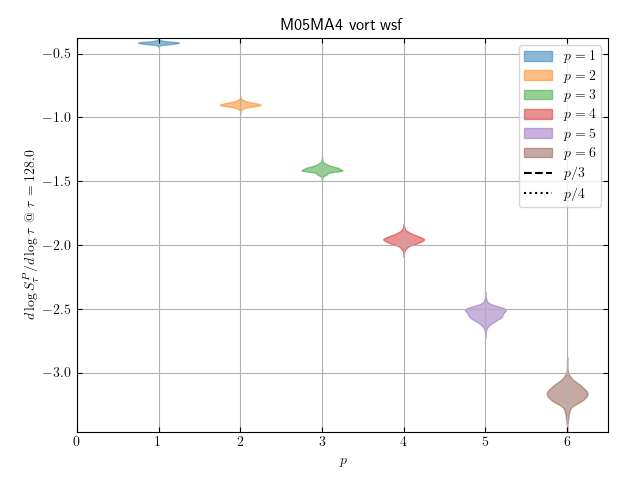 M05MA4 vort wsf
d log S_τ^P / d log τ @ τ = 128.0
−0.5
−1.0
−1.5
−2.0
−2.5
−3.0
0 1 2 3 4 5 6
p
p = 1
p = 2
p = 3
p = 4
p = 5
p = 6
p/3
p/4